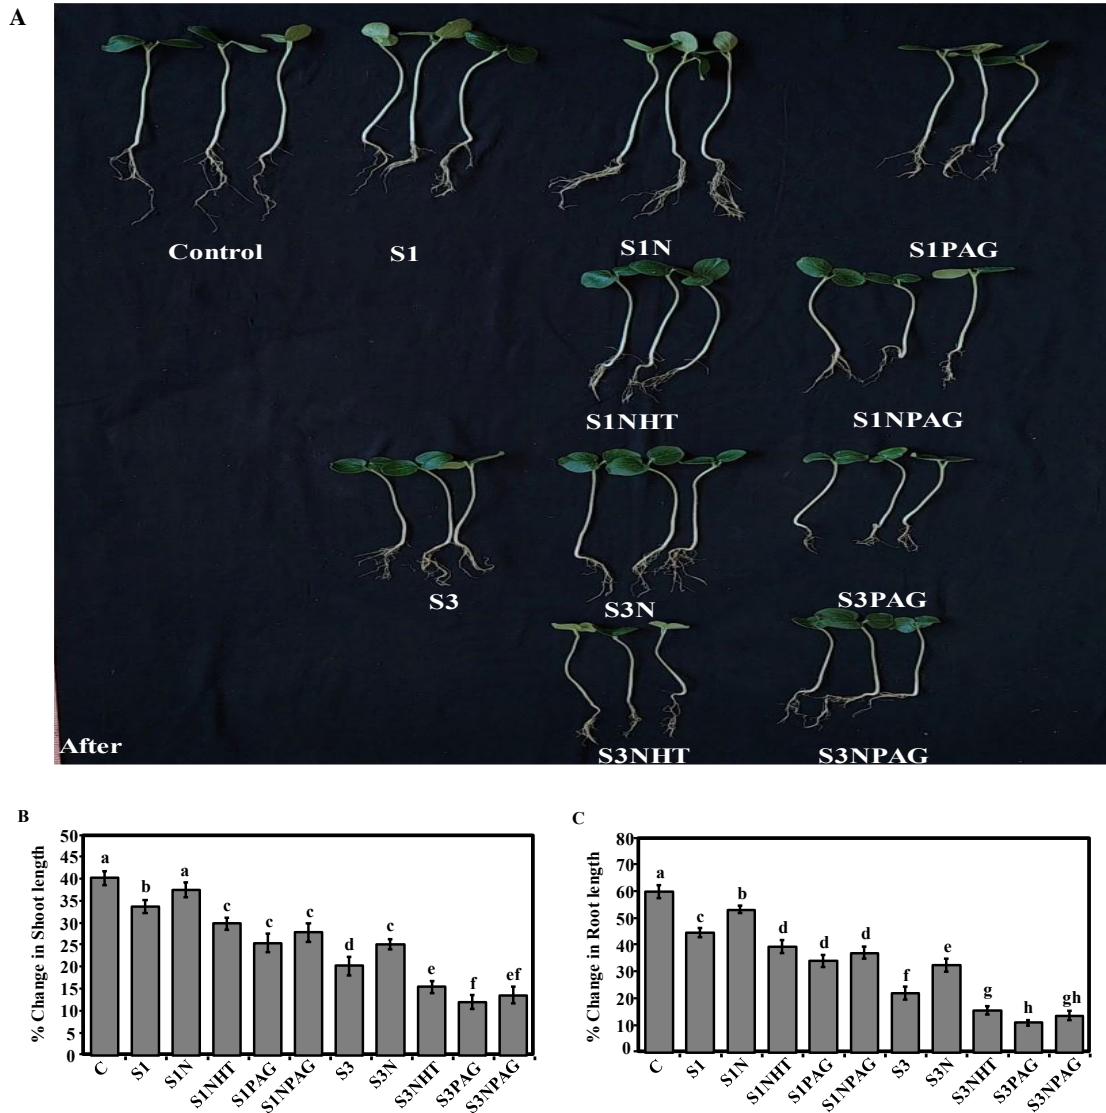 A
Control
S1
S1N
S1PAG
S1NHT
S1NPAG
S3
S3N
S3PAG
S3NHT
S3NPAG
After
B
50
45
40
35
30
25
20
15
10
5
0
% Change in Shoot length
a
b
a
c
c
c
d
c
e
f
ef
C
S1
S1N
S1NHT
S1PAG
S1NPAG
S3
S3N
S3NHT
S3PAG
S3NPAG
C
80
70
60
50
40
30
20
10
0
% Change in Root length
a
c
b
d
d
d
f
e
g
h
gh
C
S1
S1N
S1NHT
S1PAG
S1NPAG
S3
S3N
S3NHT
S3PAG
S3NPAG